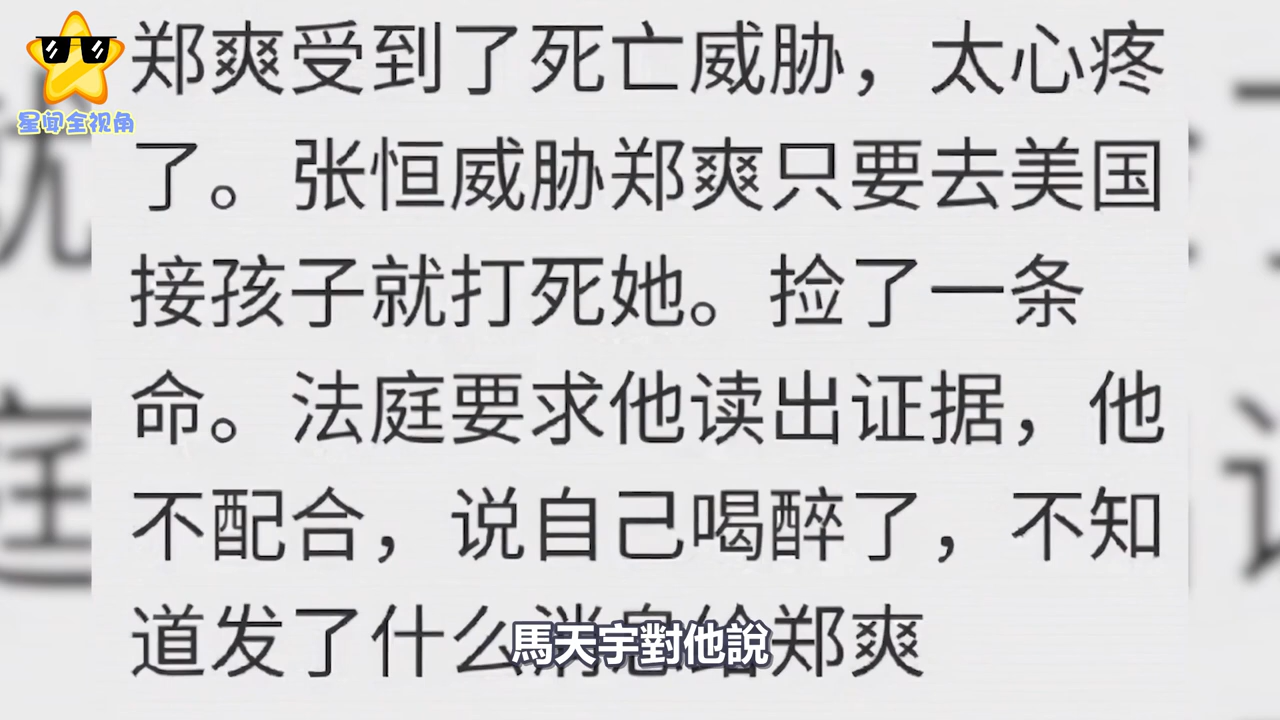 星闻全视角
郑爽受到了死亡威胁，太心疼
了。张恒威胁郑爽只要去美国
接孩子就打死她。捡了一条
命。法庭要求他读出证据，他
不配合，说自己喝醉了，不知
道发了什么消息给郑爽
馬天宇對他說